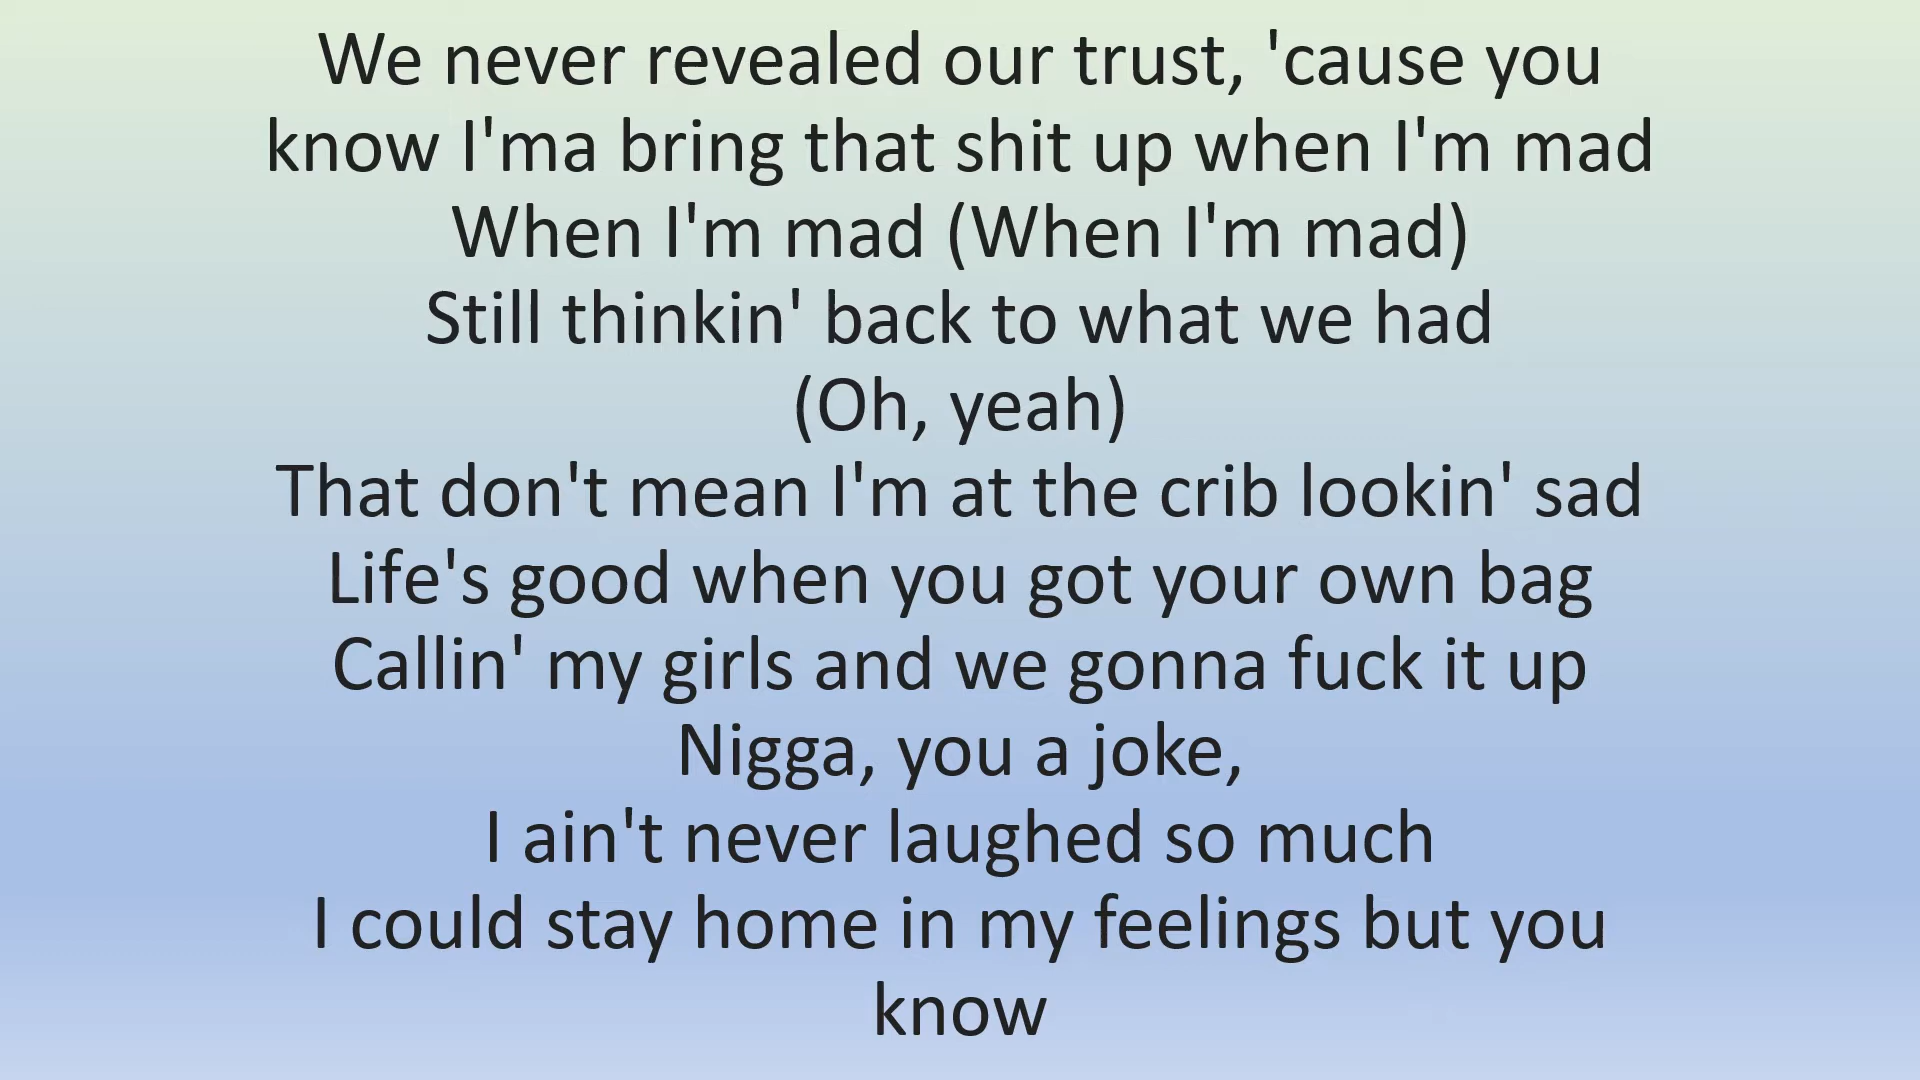 We never revealed our trust, 'cause you
know I'ma bring that shit up when I'm mad
When I'm mad (When I'm mad)
Still thinkin' back to what we had
(Oh, yeah)
That don't mean I'm at the crib lookin' sad
Life's good when you got your own bag
Callin' my girls and we gonna fuck it up
Nigga, you a joke,
I ain't never laughed so much
I could stay home in my feelings but you
know